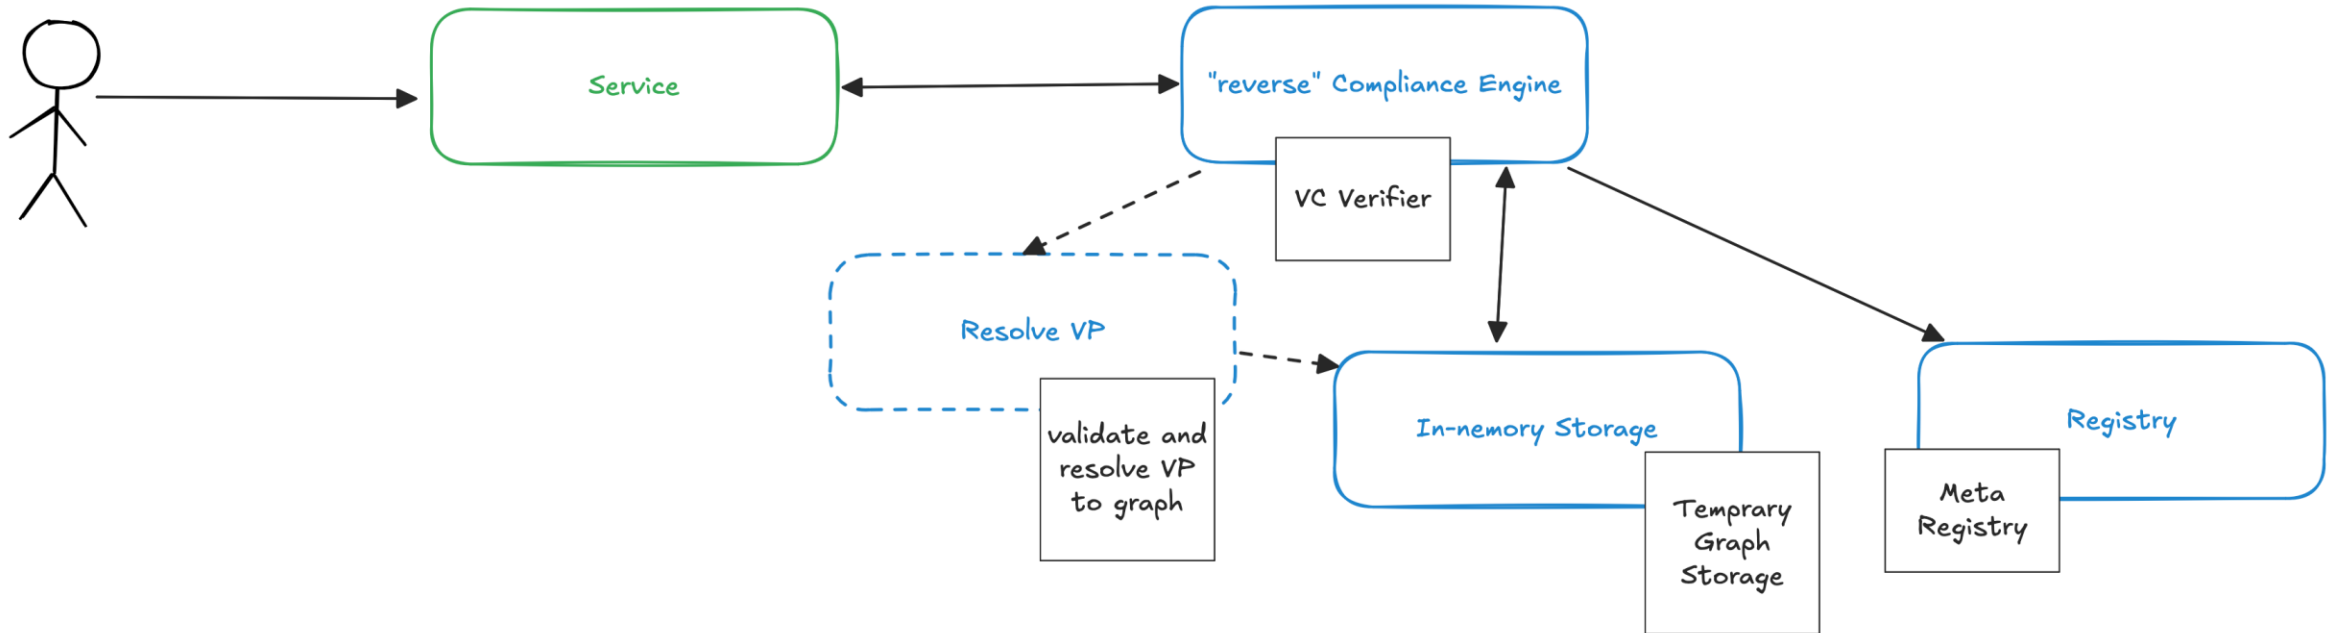 Service
"reverse" Compliance Engine
VC Verifier
Resolve VP
validate and
resolve VP
to graph
In-nemory Storage
Temprary
Graph
Storage
Registry
Meta
Registry